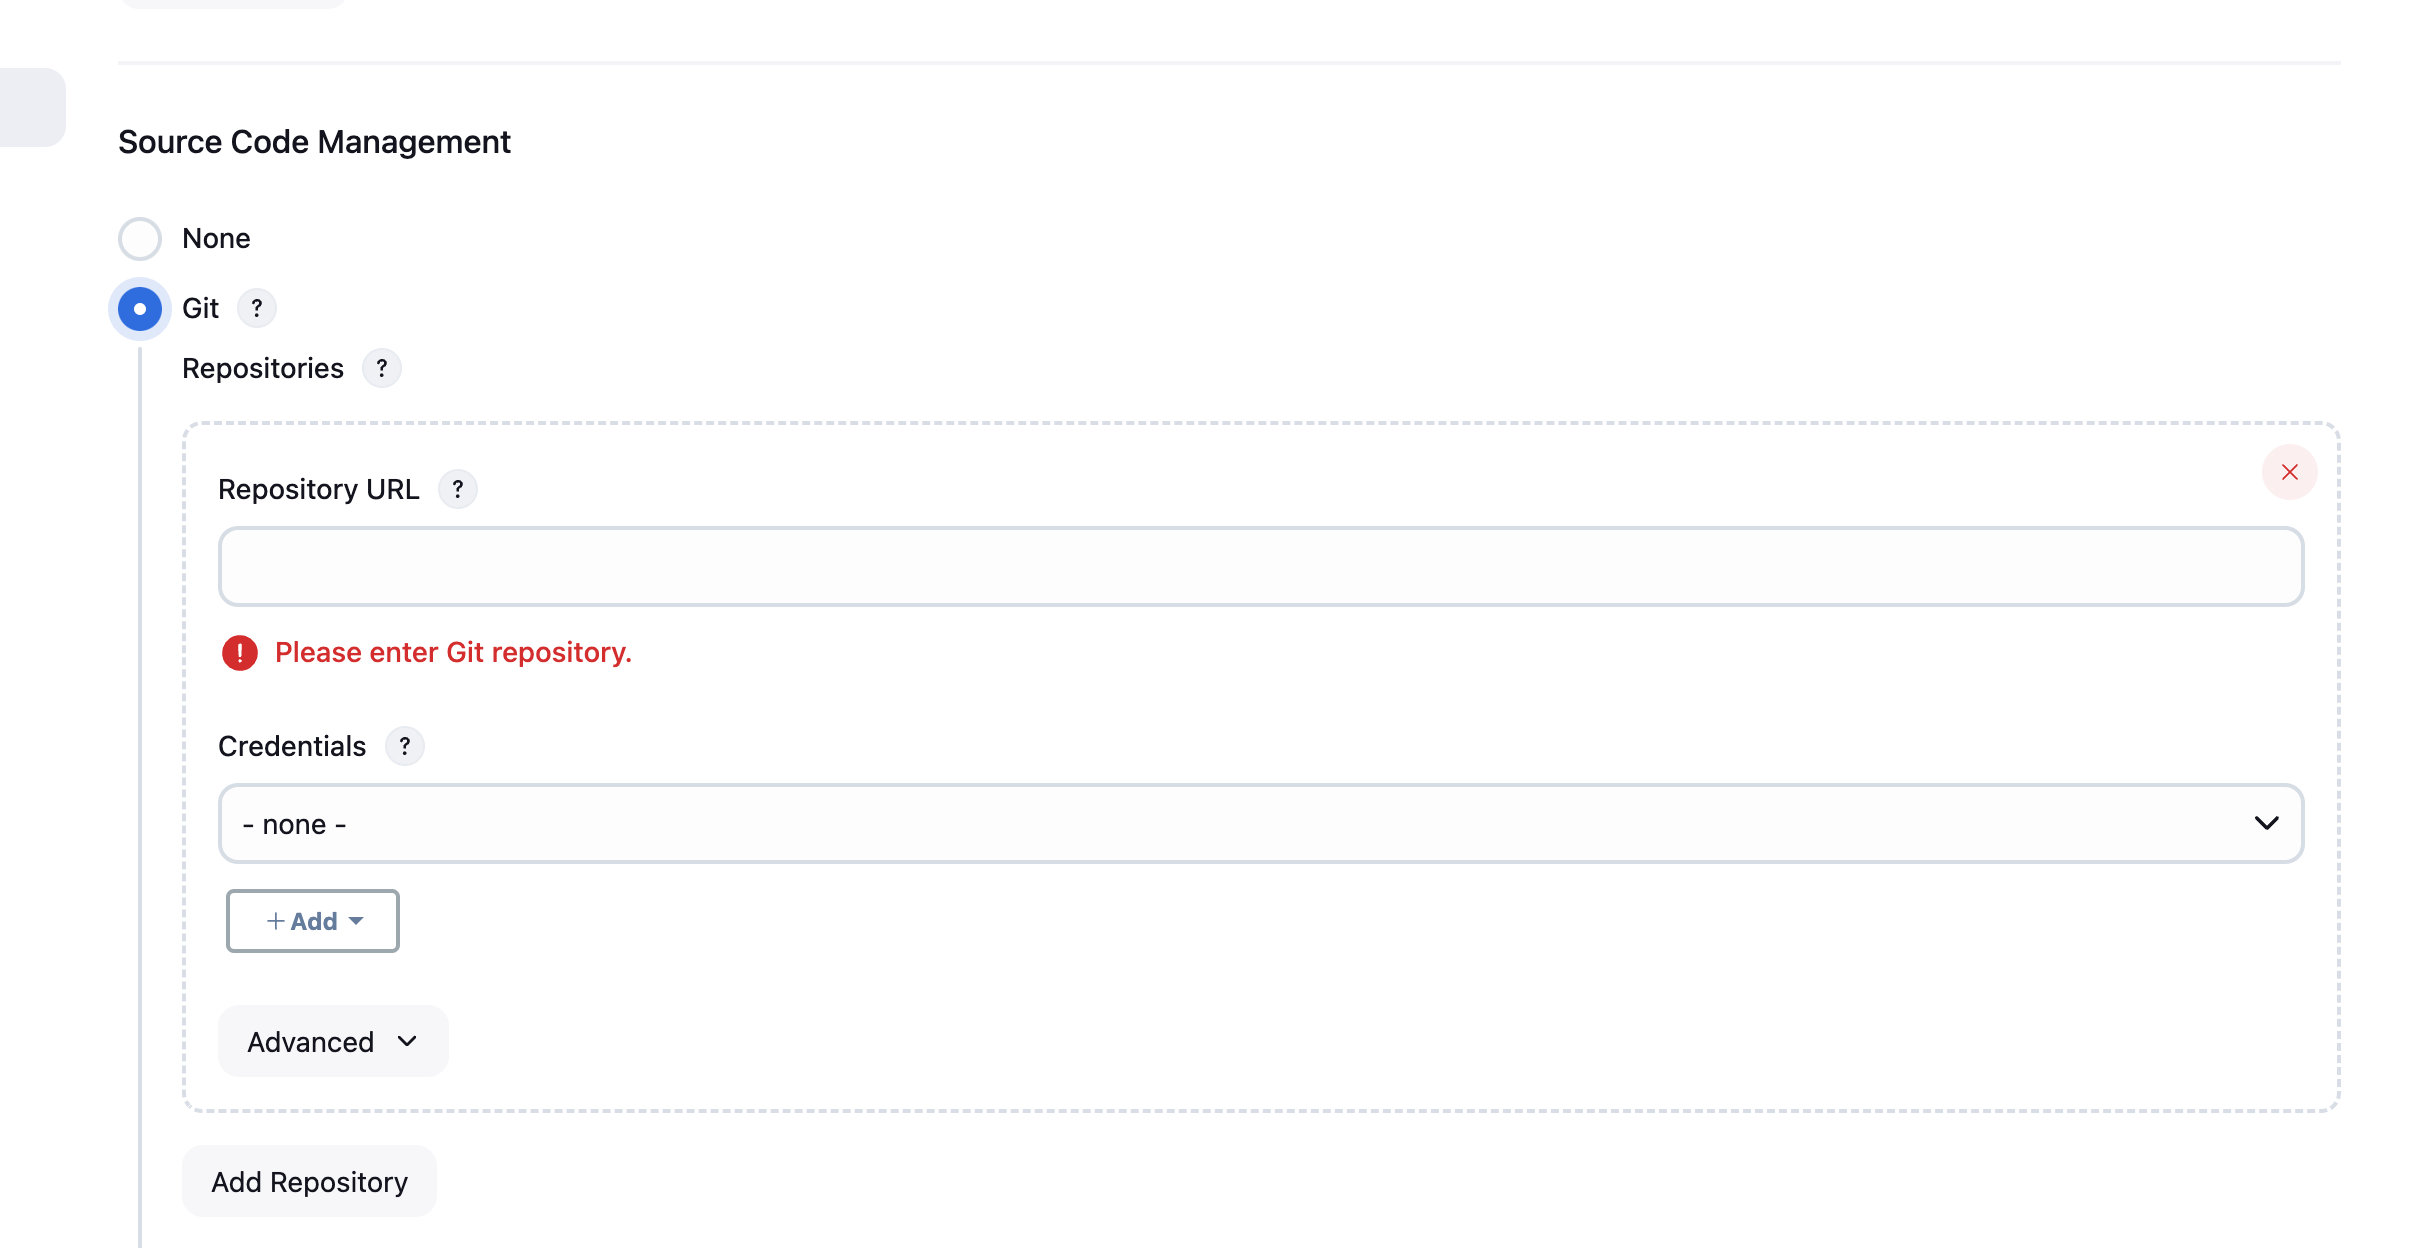 Source Code Management
None
Git ?
Repositories ?
Repository URL ?
Please enter Git repository.
Credentials ?
- none -
+ Add
Advanced
Add Repository